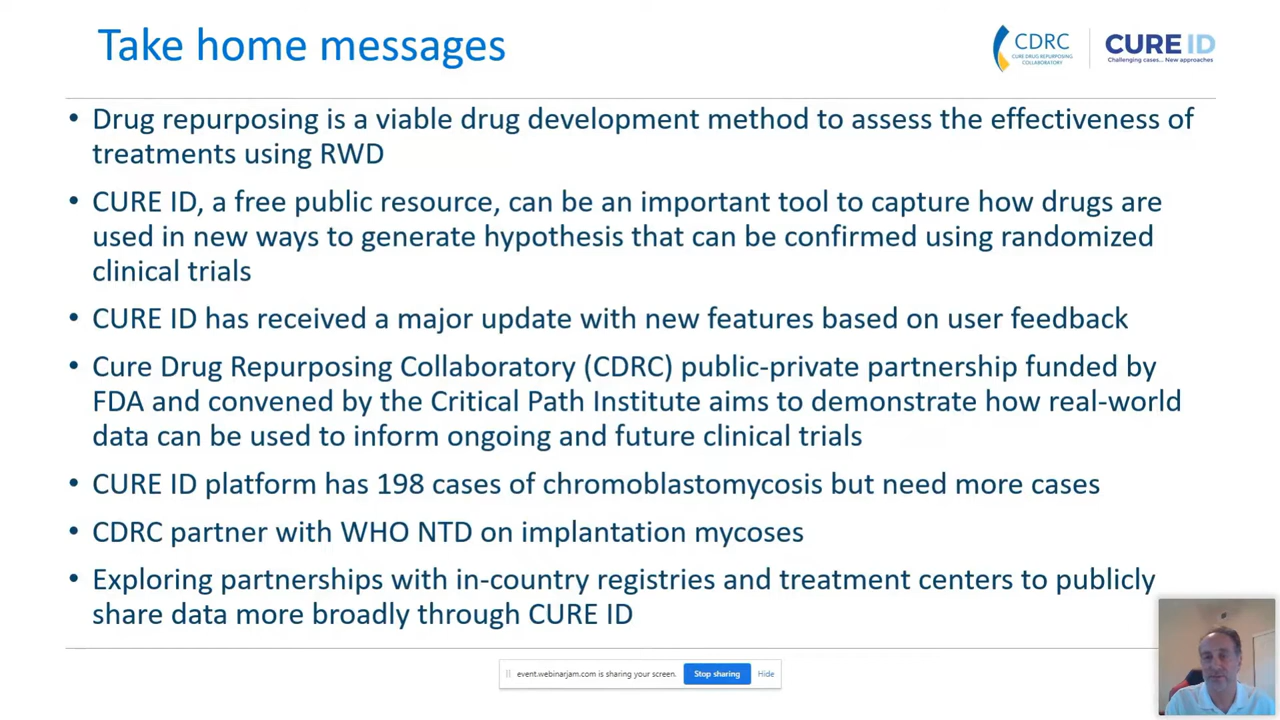 Take home messages
CDRC
CURE DRUG REPURPOSING
COLLABORATORY
CURE ID
Challenging cases... New approaches
• Drug repurposing is a viable drug development method to assess the effectiveness of
treatments using RWD
• CURE ID, a free public resource, can be an important tool to capture how drugs are
used in new ways to generate hypothesis that can be confirmed using randomized
clinical trials
• CURE ID has received a major update with new features based on user feedback
• Cure Drug Repurposing Collaboratory (CDRC) public-private partnership funded by
FDA and convened by the Critical Path Institute aims to demonstrate how real-world
data can be used to inform ongoing and future clinical trials
• CURE ID platform has 198 cases of chromoblastomycosis but need more cases
• CDRC partner with WHO NTD on implantation mycoses
• Exploring partnerships with in-country registries and treatment centers to publicly
share data more broadly through CURE ID
event.webinarjam.com is sharing your screen. Stop sharing Hide